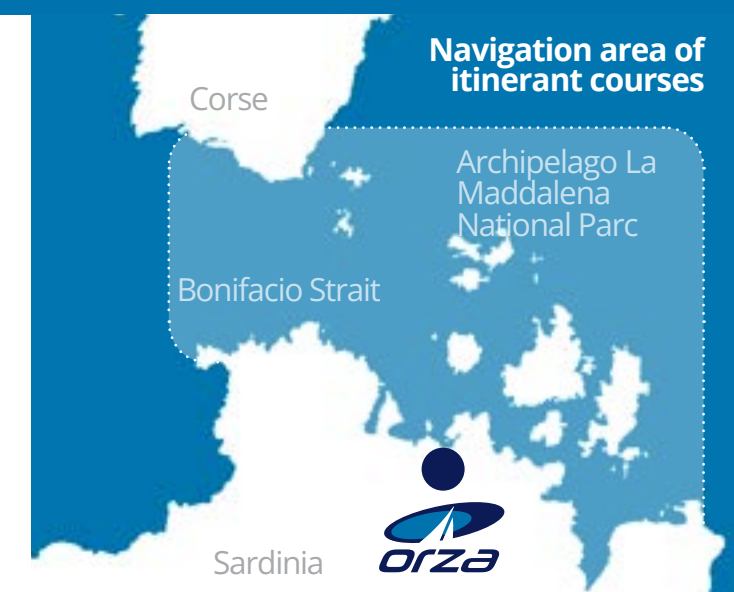 Navigation area of
itinerant courses
Corse
Archipelago La
Maddalena
National Parc
Bonifacio Strait
Sardinia
orza